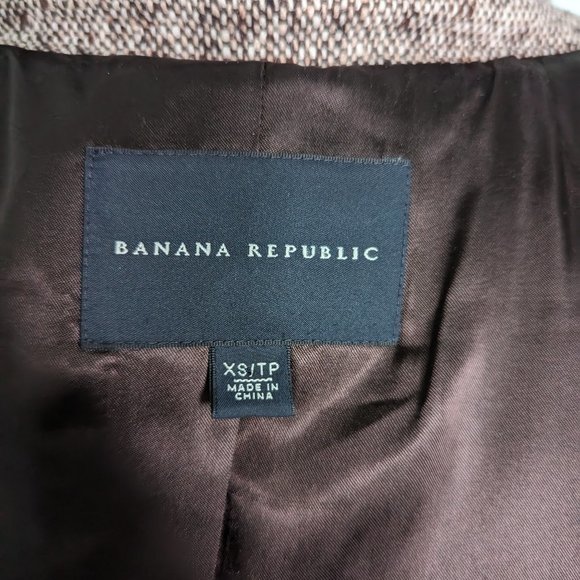 BANANA REPUBLIC
XS/TP
MADE IN
CHINA